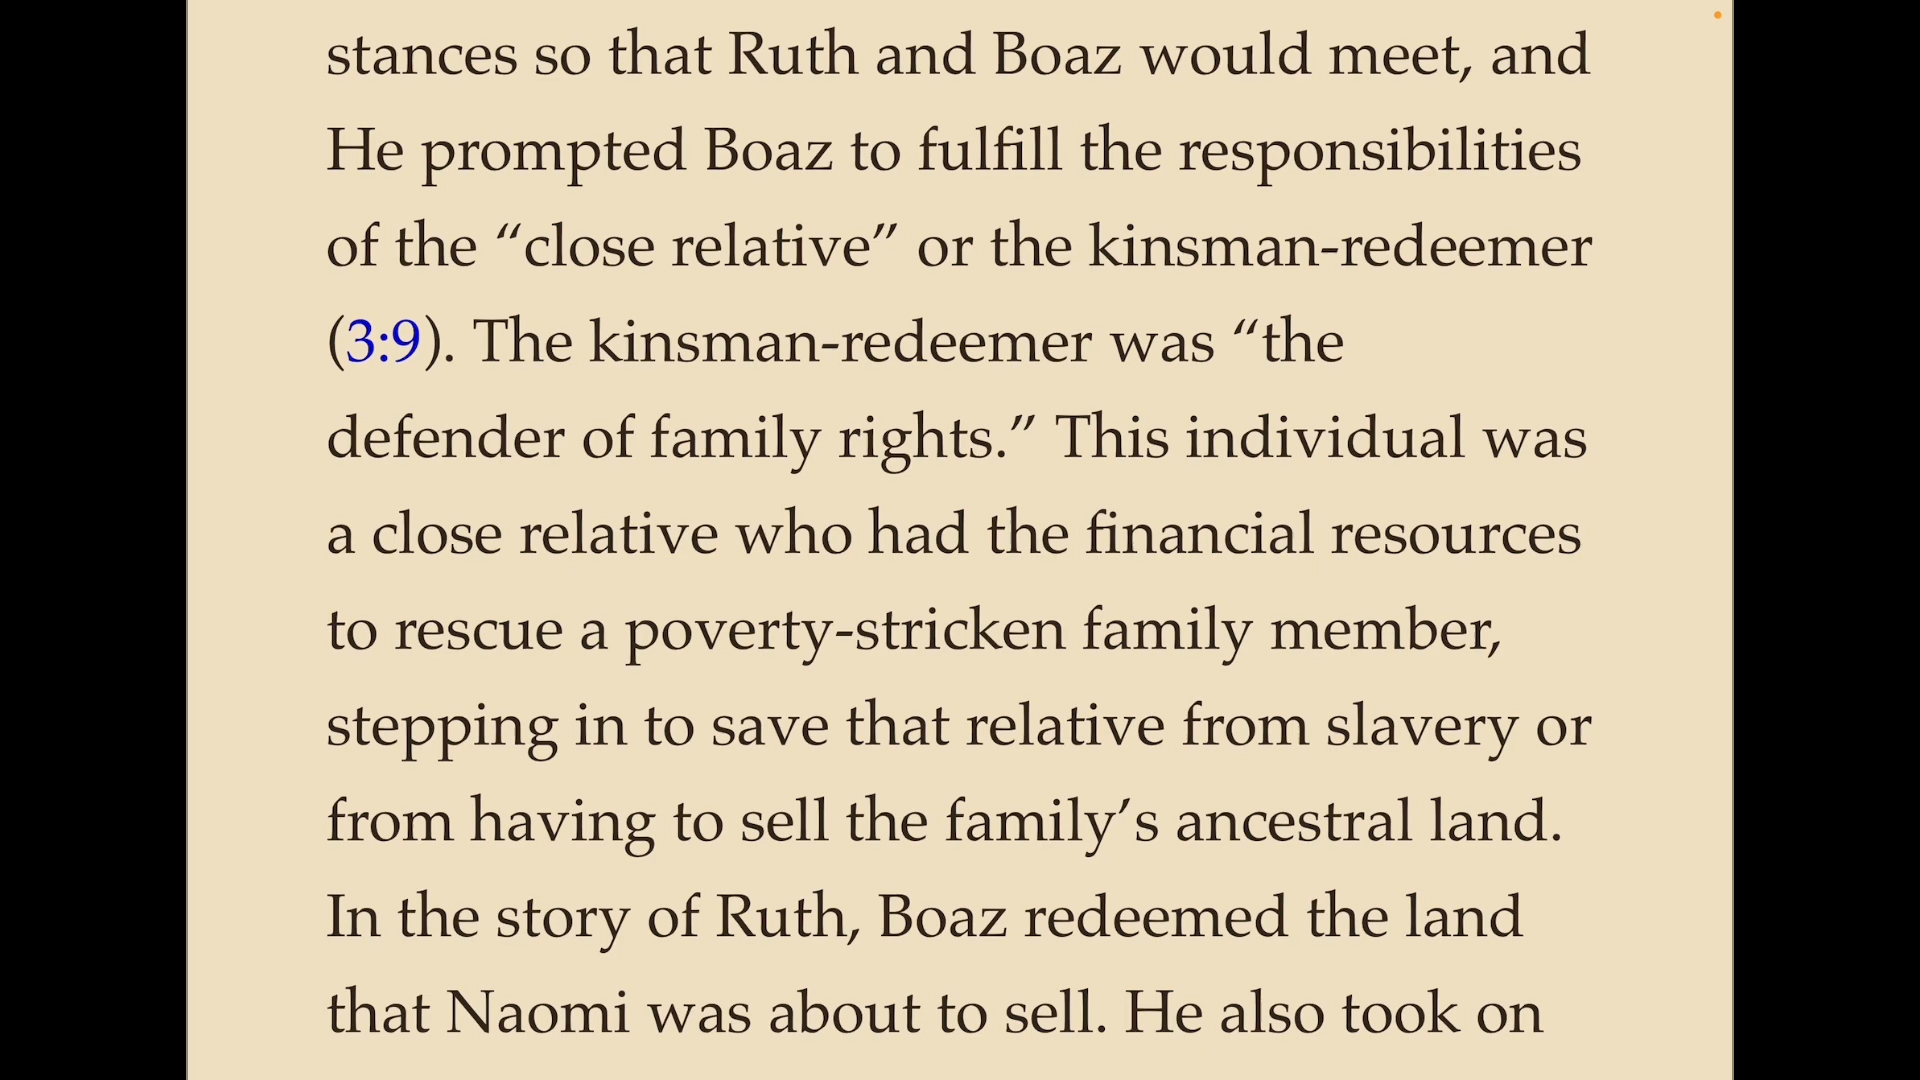 stances so that Ruth and Boaz would meet, and
He prompted Boaz to fulfill the responsibilities
of the “close relative” or the kinsman-redeemer
(3:9). The kinsman-redeemer was “the
defender of family rights.” This individual was
a close relative who had the financial resources
to rescue a poverty-stricken family member,
stepping in to save that relative from slavery or
from having to sell the family’s ancestral land.
In the story of Ruth, Boaz redeemed the land
that Naomi was about to sell. He also took on